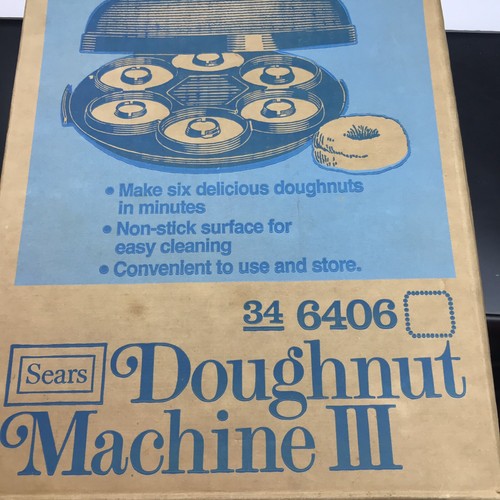 • Make six delicious doughnuts
in minutes
• Non-stick surface for
easy cleaning
• Convenient to use and store.
34 6406
Sears Doughnut
Machine III